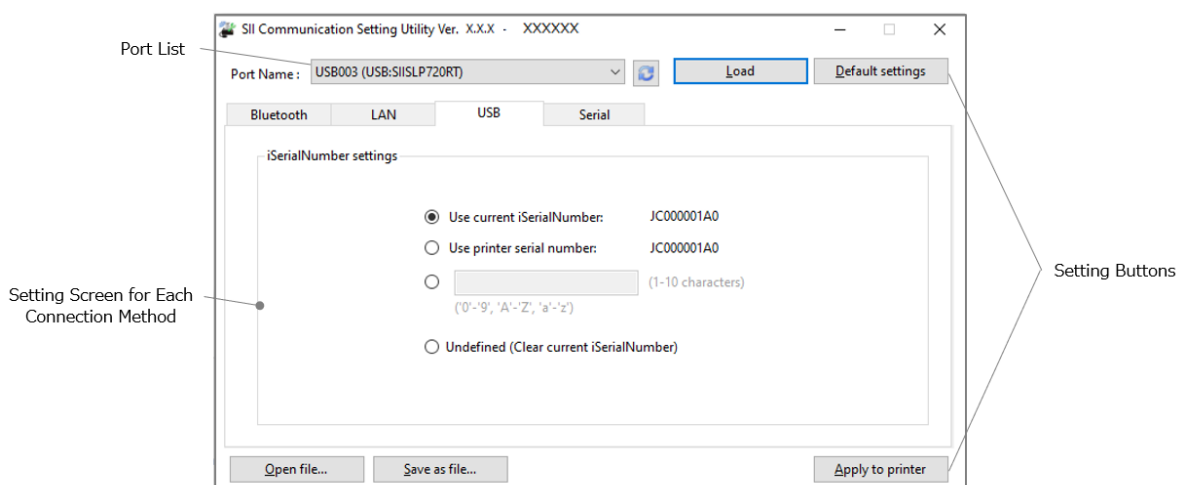 SII Communication Setting Utility Ver. X.X.X - XXXXXX
Port List
Port Name : USB003 (USB:SIISLP720RT) Load Default settings
Bluetooth LAN USB Serial
iSerialNumber settings
Use current iSerialNumber: JC000001A0
Use printer serial number: JC000001A0
(1-10 characters)
('0'-'9', 'A'-'Z', 'a'-'z')
Undefined (Clear current iSerialNumber)
Setting Buttons
Setting Screen for Each
Connection Method
Open file... Save as file... Apply to printer